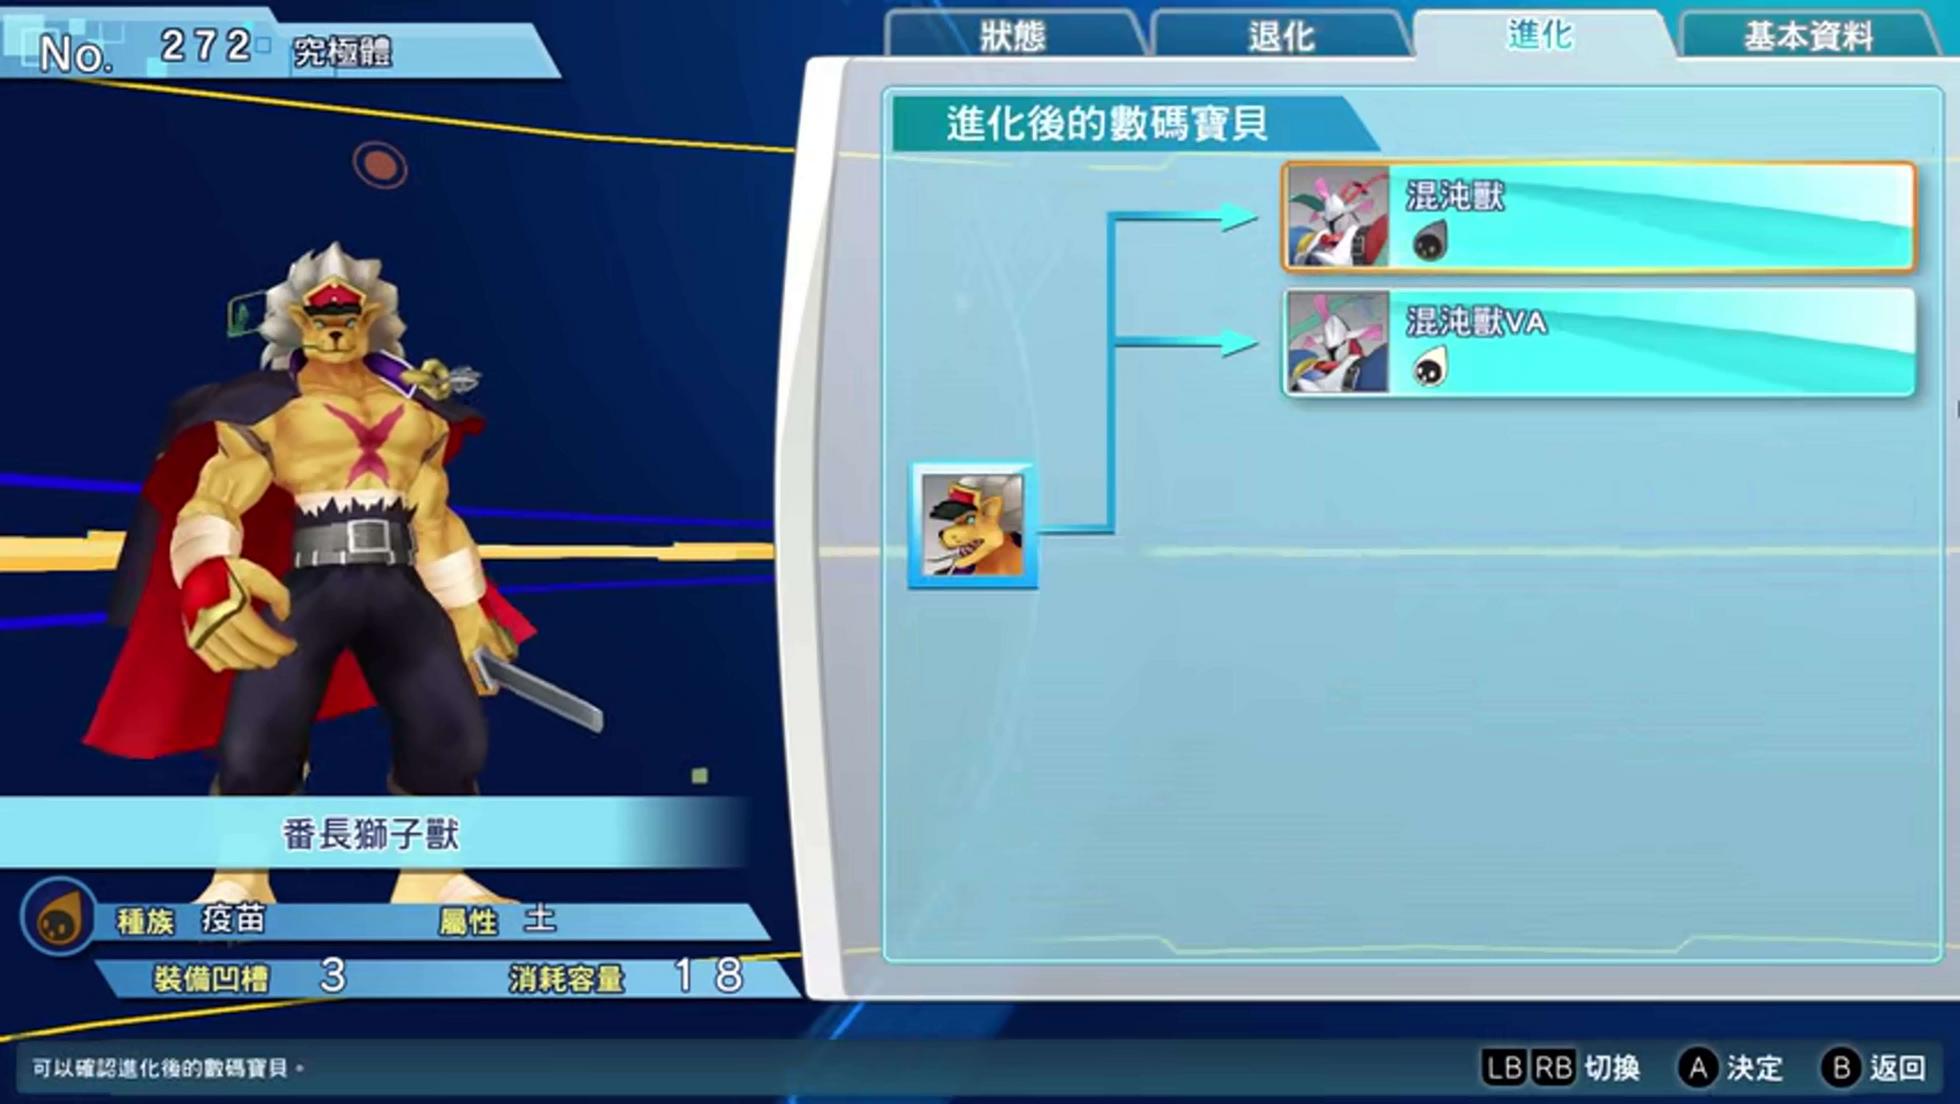 No. 272 究極體
狀態 退化 進化 基本資料
進化後的數碼寶貝
混沌獸
混沌獸VA
番長獅子獸
種族 疫苗 屬性 土
裝備凹槽 3 消耗容量 18
可以確認進化後的數碼寶貝。
LB RB 切換 A 決定 B 返回